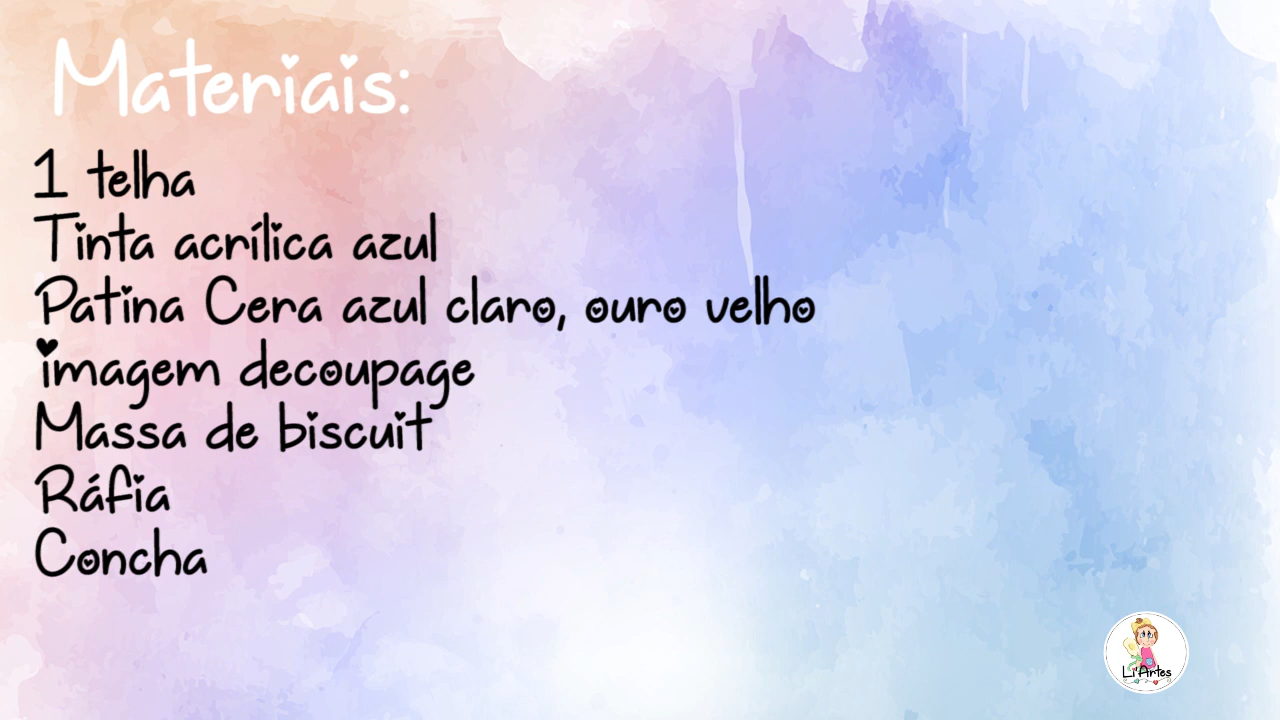 Materiais:
1 telha
Tinta acrílica azul
Patina Cera azul claro, ouro velho
imagem decoupage
Massa de biscuit
Ráfia
Concha
Li'Artes